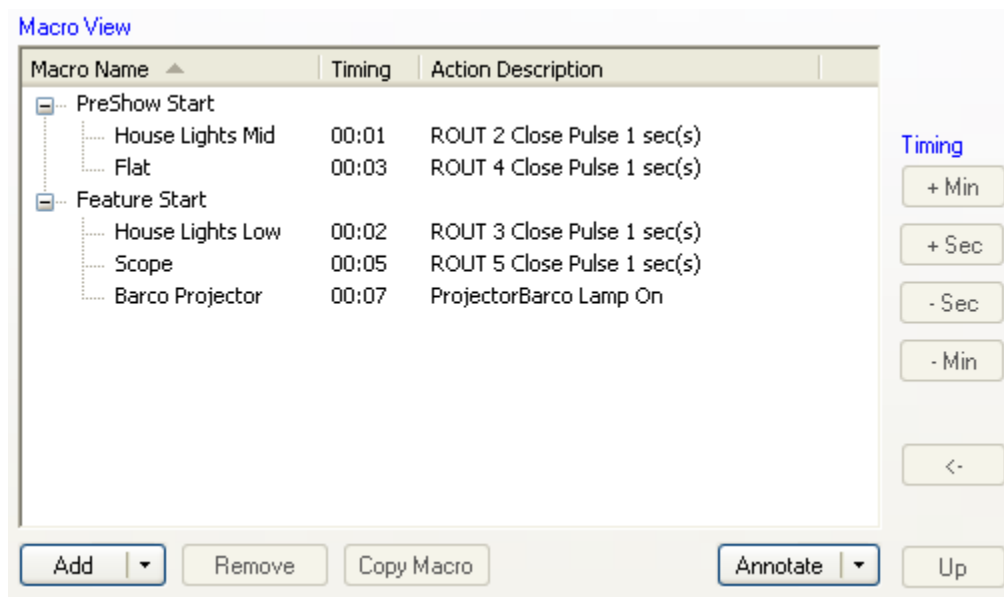 Macro View
Macro Name Timing Action Description
PreShow Start
House Lights Mid 00:01 ROUT 2 Close Pulse 1 sec(s)
Flat 00:03 ROUT 4 Close Pulse 1 sec(s)
Feature Start
House Lights Low 00:02 ROUT 3 Close Pulse 1 sec(s)
Scope 00:05 ROUT 5 Close Pulse 1 sec(s)
Barco Projector 00:07 ProjectorBarco Lamp On
Timing
+ Min
+ Sec
- Sec
- Min
<-
Add Remove Copy Macro Annotate Up